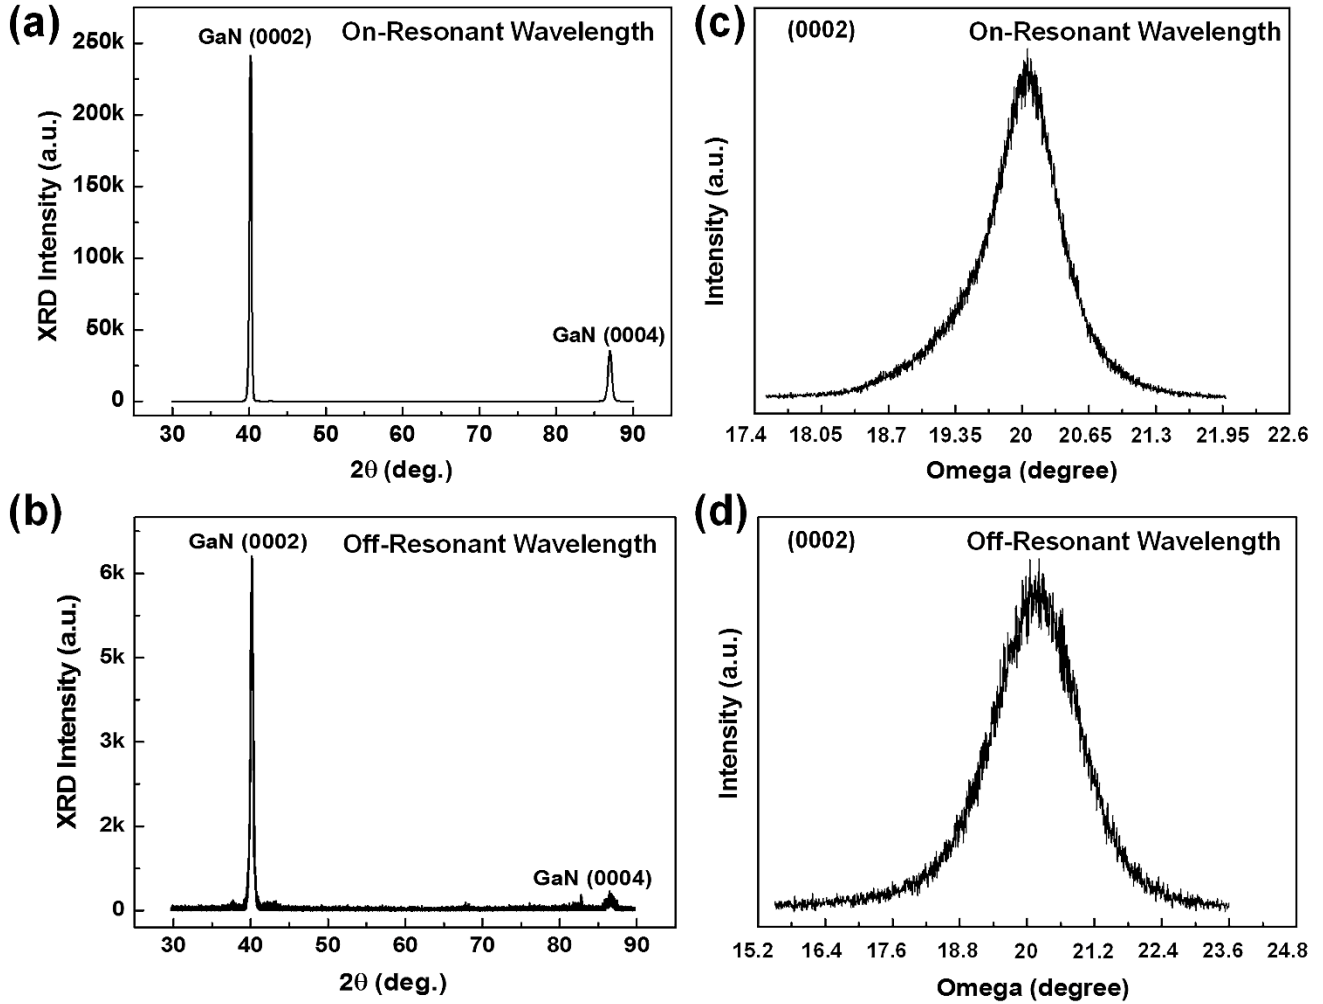 (a)
GaN (0002)
On-Resonant Wavelength
250k
200k
150k
100k
50k
0
XRD Intensity (a.u.)
GaN (0004)
30 40 50 60 70 80 90
2θ (deg.)
(c)
(0002)
On-Resonant Wavelength
Intensity (a.u.)
17.4 18.05 18.7 19.35 20 20.65 21.3 21.95 22.6
Omega (degree)
(b)
GaN (0002)
Off-Resonant Wavelength
6k
5k
3k
2k
0
XRD Intensity (a.u.)
GaN (0004)
30 40 50 60 70 80 90
2θ (deg.)
(d)
(0002)
Off-Resonant Wavelength
Intensity (a.u.)
15.2 16.4 17.6 18.8 20 21.2 22.4 23.6 24.8
Omega (degree)